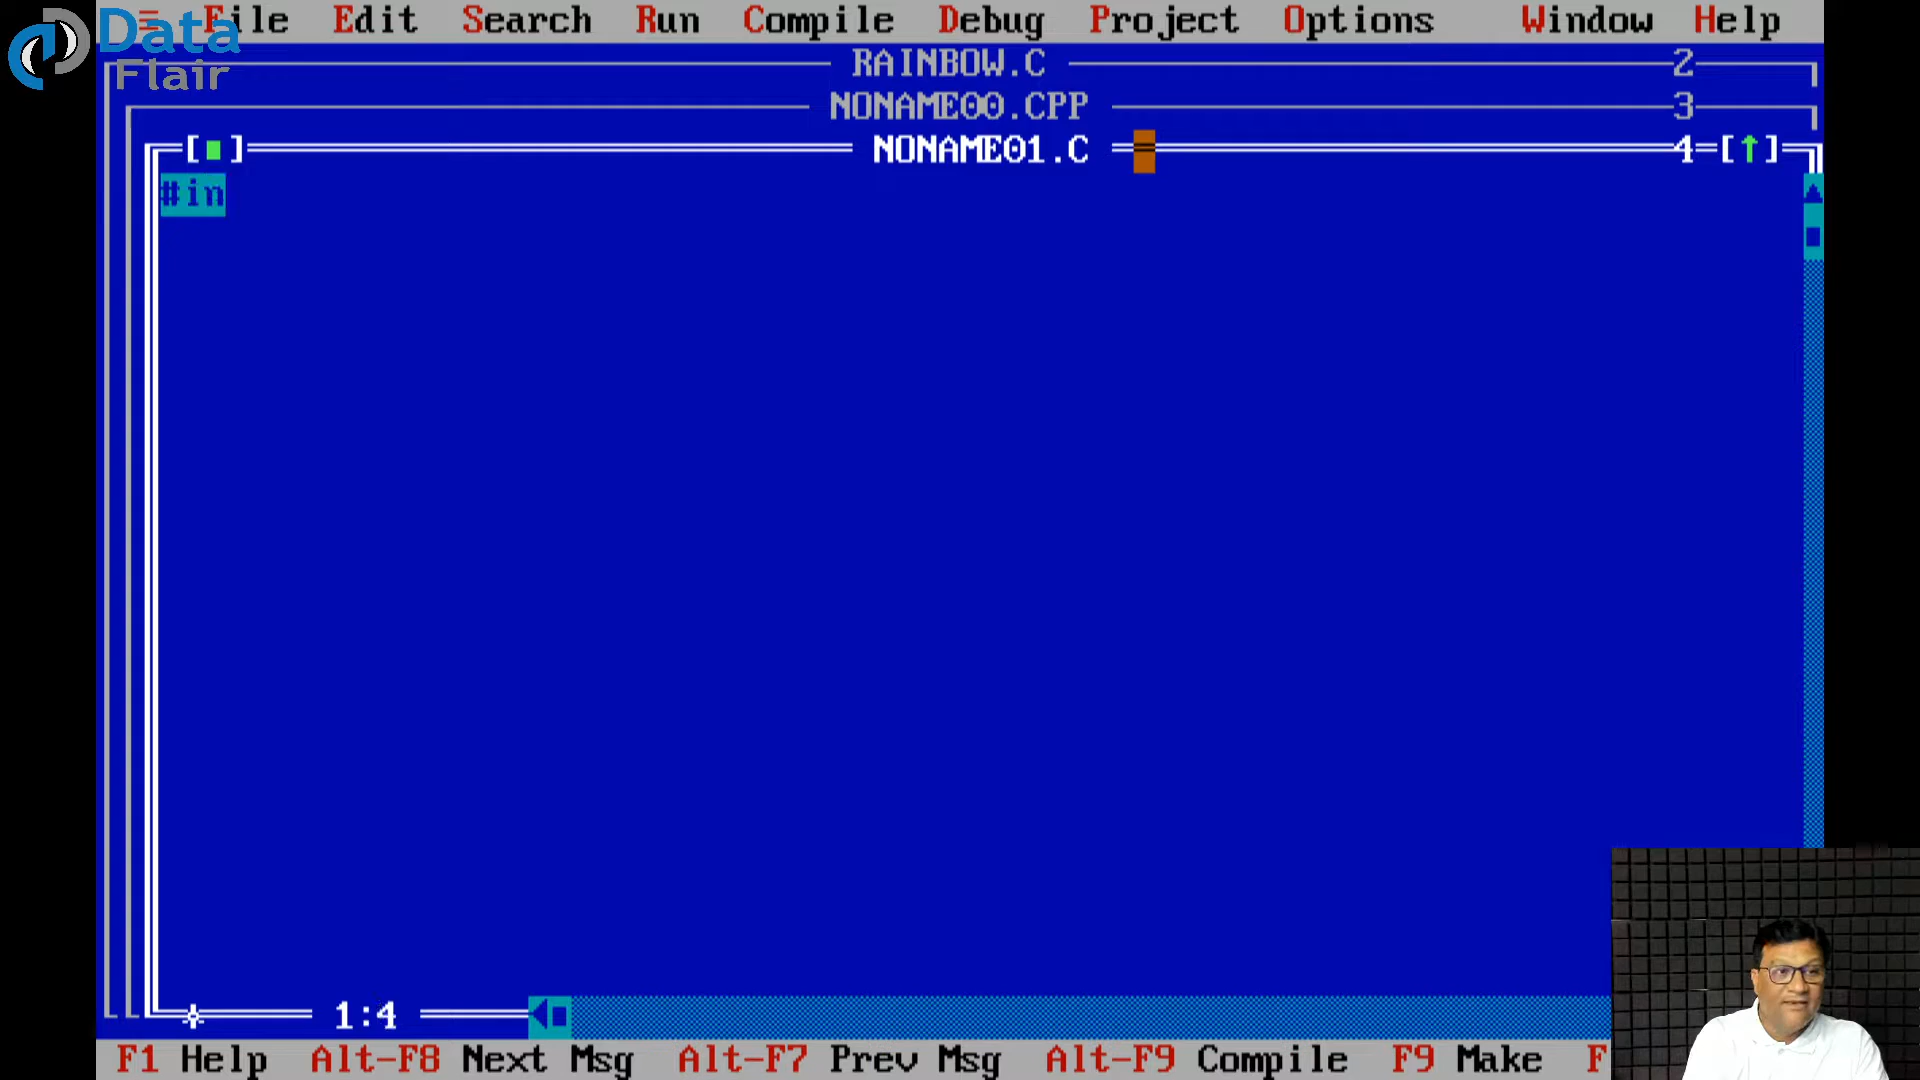 Data
Flair
≡ File Edit Search Run Compile Debug Project Options Window Help
RAINBOW.C 2
NONAME00.CPP 3
[■] NONAME01.C 4=[↑]
#in
1:4
F1 Help Alt-F8 Next Msg Alt-F7 Prev Msg Alt-F9 Compile F9 Make F